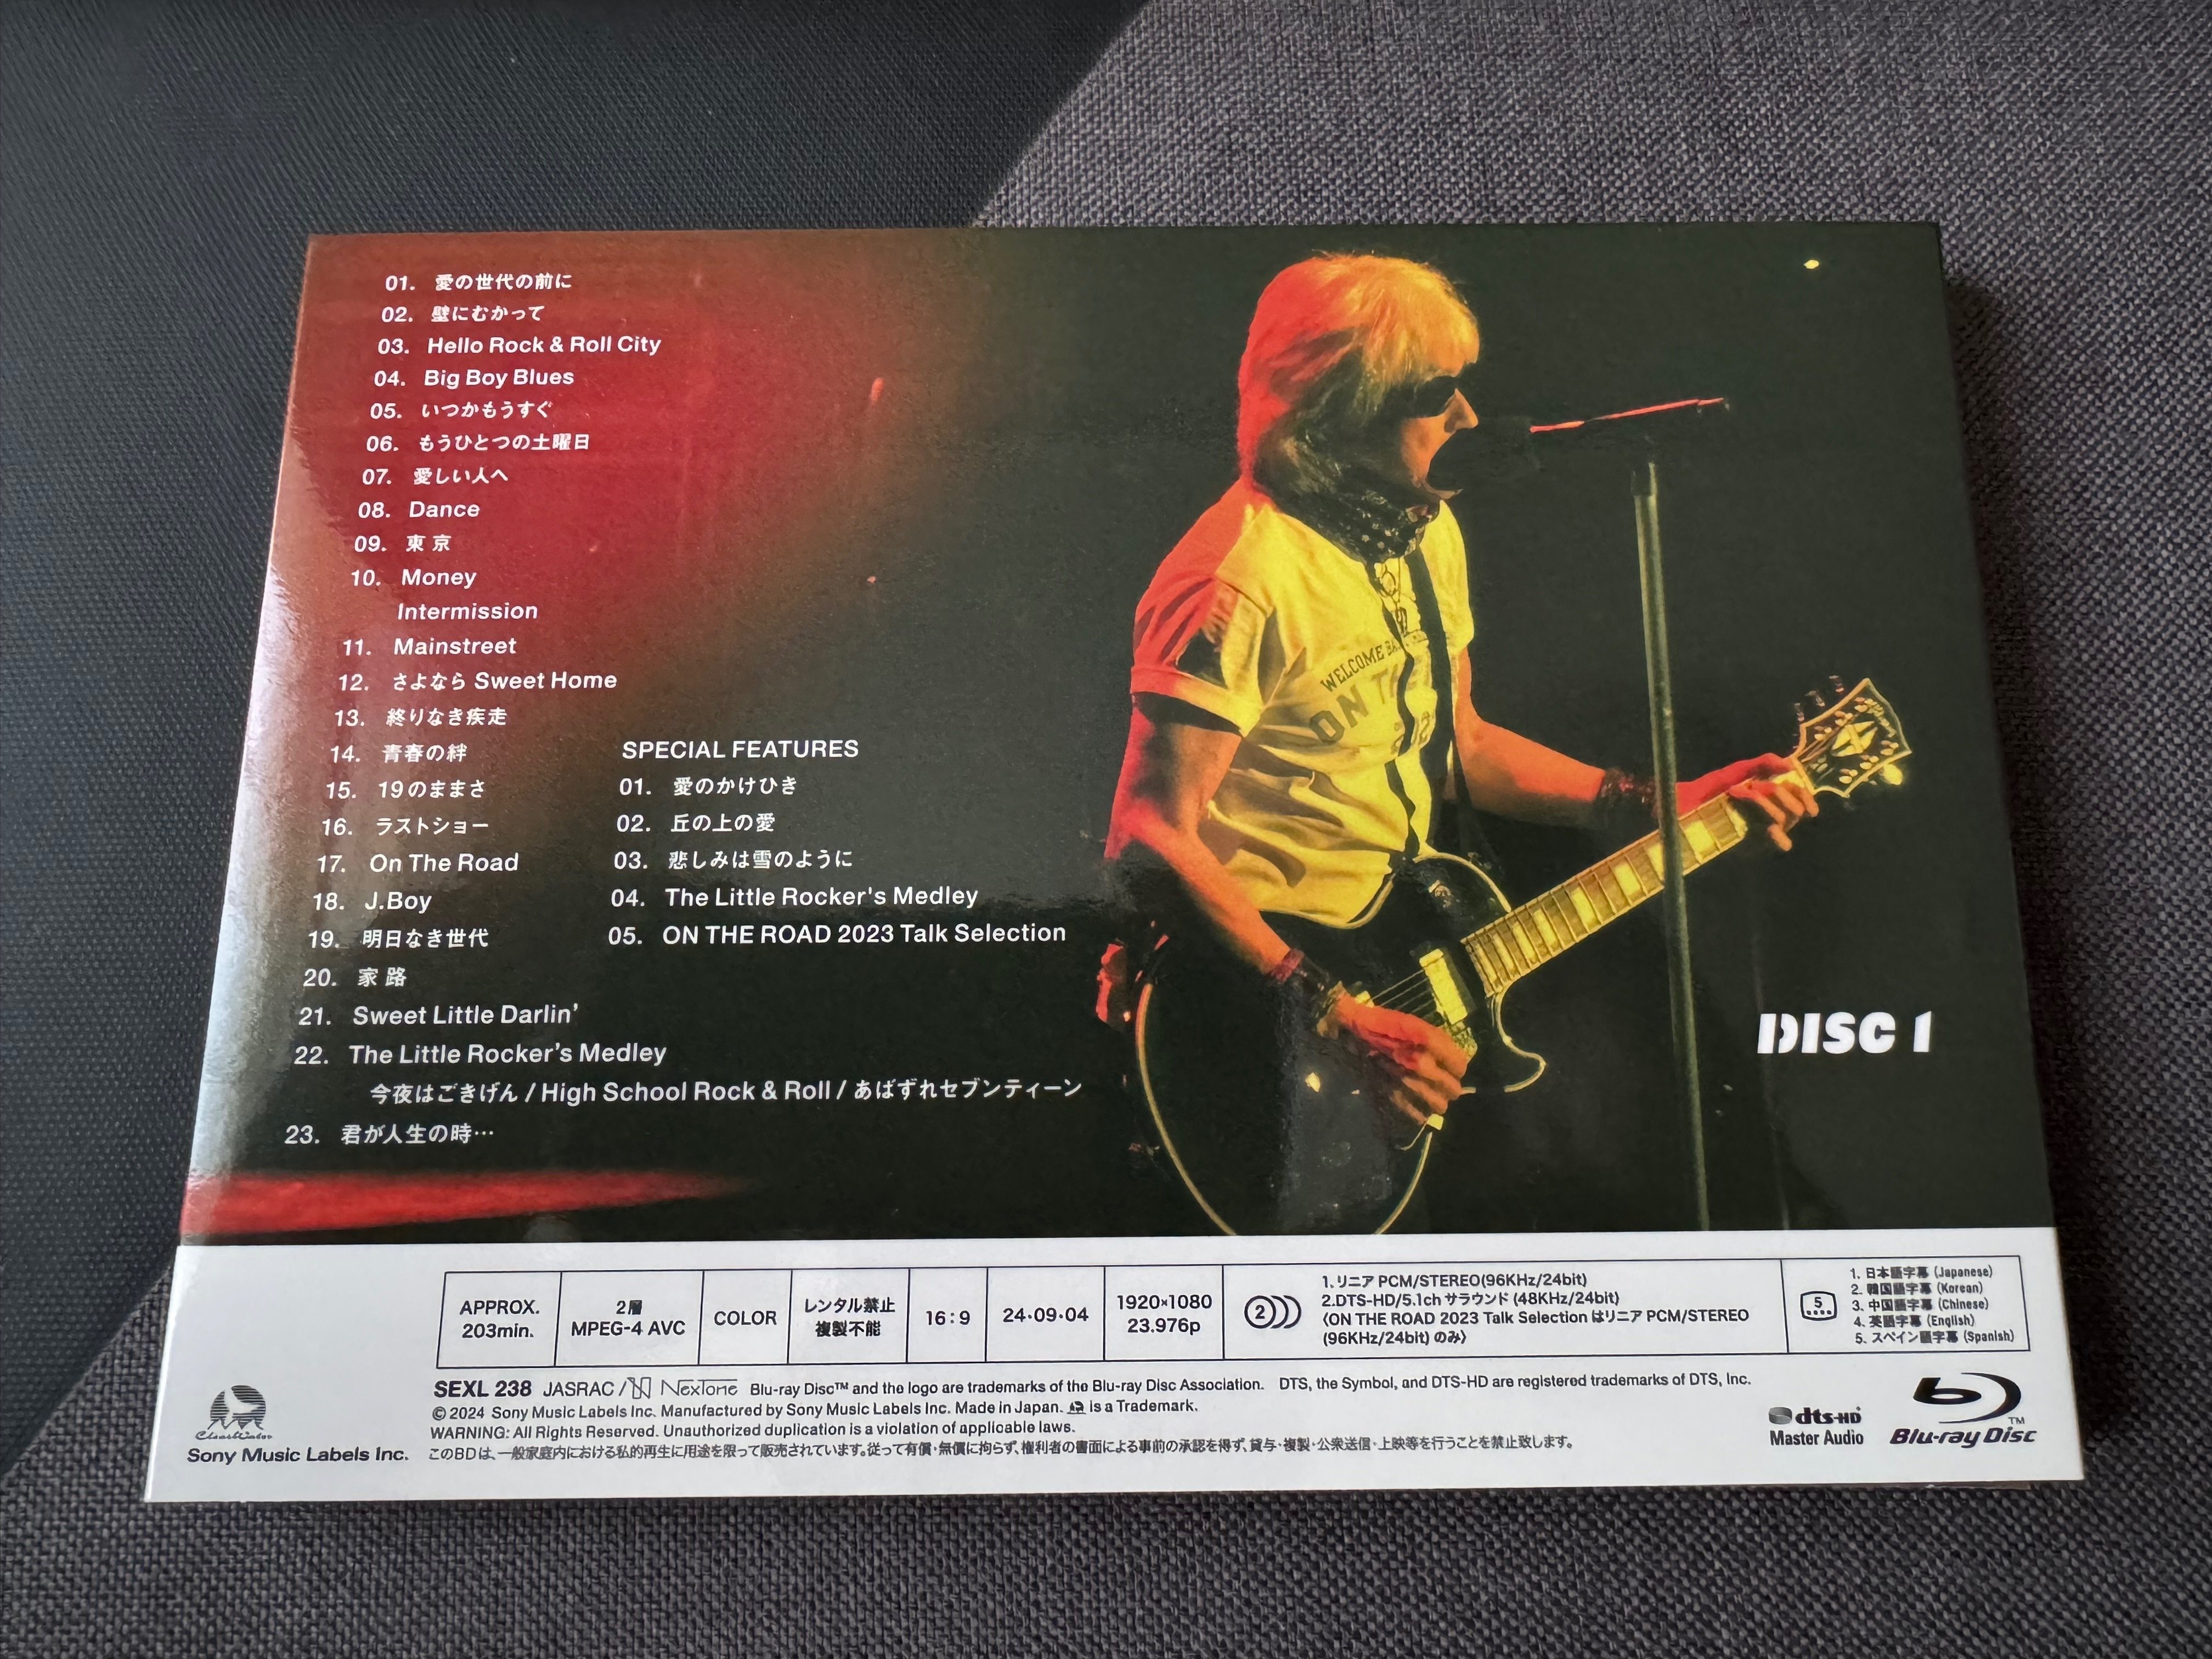 01. 愛の世代の前に
02. 壁にむかって
03. Hello Rock & Roll City
04. Big Boy Blues
05. いつかもうすぐ
06. もうひとつの土曜日
07. 愛しい人へ
08. Dance
09. 東 京
10. Money
Intermission
11. Mainstreet
12. さよなら Sweet Home
13. 終りなき疾走
14. 青春の絆
15. 19のままさ
16. ラストショー
17. On The Road
18. J.Boy
19. 明日なき世代
20. 家 路
21. Sweet Little Darlin’
22. The Little Rocker’s Medley
今夜はごきげん / High School Rock & Roll / あばずれセブンティーン
23. 君が人生の時…
SPECIAL FEATURES
01. 愛のかけひき
02. 丘の上の愛
03. 悲しみは雪のように
04. The Little Rocker's Medley
05. ON THE ROAD 2023 Talk Selection
WELCOME
ON
DISC 1
APPROX.
203min.
2層
MPEG-4 AVC
COLOR
レンタル禁止
複製不能
16:9
24・09・04
1920×1080
23.976p
2
1.リニア PCM/STEREO(96KHz/24bit)
2.DTS-HD/5.1ch サラウンド (48KHz/24bit)
〈ON THE ROAD 2023 Talk Selection はリニア PCM/STEREO
(96KHz/24bit) のみ〉
5
1. 日本語字幕 (Japanese)
2. 韓国語字幕 (Korean)
3. 中国語字幕 (Chinese)
4. 英語字幕 (English)
5. スペイン語字幕 (Spanish)
SEXL 238 JASRAC / NexTone Blu-ray Disc™ and the logo are trademarks of the Blu-ray Disc Association. DTS, the Symbol, and DTS-HD are registered trademarks of DTS, Inc.
© 2024 Sony Music Labels Inc. Manufactured by Sony Music Labels Inc. Made in Japan. is a Trademark.
WARNING: All Rights Reserved. Unauthorized duplication is a violation of applicable laws.
このBDは、一般家庭内における私的再生に用途を限って販売されています。従って有償・無償に拘らず、権利者の書面による事前の承認を得ず、貸与・複製・公衆送信・上映等を行うことを禁止致します。
Sony Music Labels Inc.
dts-HD
Master Audio
Blu-ray Disc
TM